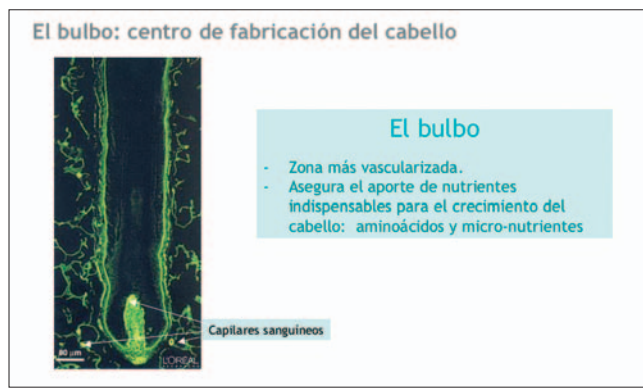 El bulbo: centro de fabricación del cabello
El bulbo
- Zona más vascularizada.
- Asegura el aporte de nutrientes
indispensables para el crecimiento del
cabello: aminoácidos y micro-nutrientes
Capilares sanguíneos
80 µm
L'ORÉAL